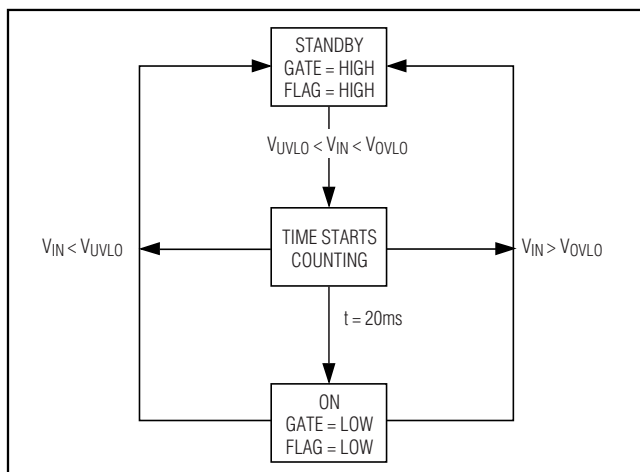 STANDBY
GATE = HIGH
FLAG = HIGH
VUVLO < VIN < VOVLO
VIN < VUVLO
TIME STARTS
COUNTING
VIN > VOVLO
t = 20ms
ON
GATE = LOW
FLAG = LOW